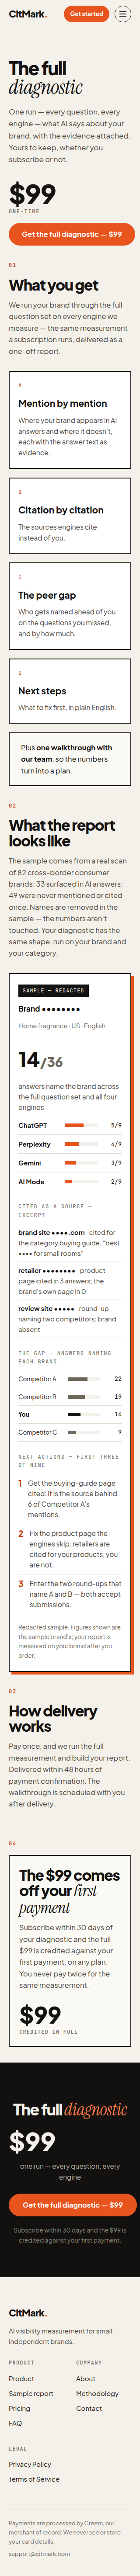 CitMark.
Get started
The full
diagnostic
One run — every question, every
engine — what AI says about your
brand, with the evidence attached.
Yours to keep, whether you
subscribe or not.
$99
ONE-TIME
Get the full diagnostic — $99
01
What you get
We run your brand through the full
question set on every engine we
measure — the same measurement
a subscription runs, delivered as a
one-off report.
A
Mention by mention
Where your brand appears in AI
answers and where it doesn't,
each with the answer text as
evidence.
B
Citation by citation
The sources engines cite
instead of you.
C
The peer gap
Who gets named ahead of you
on the questions you missed,
and by how much.
D
Next steps
What to fix first, in plain English.
Plus one walkthrough with
our team, so the numbers
turn into a plan.
02
What the report
looks like
The sample comes from a real scan
of 82 cross-border consumer
brands. 33 surfaced in AI answers;
49 were never mentioned or cited
once. Names are removed in the
sample — the numbers aren't
touched. Your diagnostic has the
same shape, run on your brand and
your category.
SAMPLE — REDACTED
Brand ••••••••
Home fragrance · US · English
14/36
answers name the brand across
the full question set and all four
engines
ChatGPT 5/9
Perplexity 4/9
Gemini 3/9
AI Mode 2/9
CITED AS A SOURCE —
EXCERPT
brand site ••••.com cited for
the category buying guide, "best
•••• for small rooms"
retailer •••••••• product
page cited in 3 answers; the
brand's own page in 0
review site ••••• round-up
naming two competitors; brand
absent
THE GAP — ANSWERS NAMING
EACH BRAND
Competitor A 22
Competitor B 19
You 14
Competitor C 9
NEXT ACTIONS — FIRST THREE
OF NINE
1 Get the buying-guide page
cited: it is the source behind
6 of Competitor A's
mentions.
2 Fix the product page the
engines skip: retailers are
cited for your products, you
are not.
3 Enter the two round-ups that
name A and B — both accept
submissions.
Redacted sample. Figures shown are
the sample brand's; your report is
measured on your brand after you
order.
03
How delivery
works
Pay once, and we run the full
measurement and build your report.
Delivered within 48 hours of
payment confirmation. The
walkthrough is scheduled with you
after delivery.
04
The $99 comes
off your first
payment
Subscribe within 30 days of
your diagnostic and the full
$99 is credited against your
first payment, on any plan.
You never pay twice for the
same measurement.
$99
CREDITED IN FULL
The full diagnostic
$99
one run — every question, every
engine
Get the full diagnostic — $99
Subscribe within 30 days and the $99 is
credited against your first payment.
CitMark.
AI visibility measurement for small,
independent brands.
PRODUCT
Product
Sample report
Pricing
FAQ
COMPANY
About
Methodology
Contact
LEGAL
Privacy Policy
Terms of Service
Payments are processed by Creem, our
merchant of record. We never see or store
your card details.
support@citmark.com